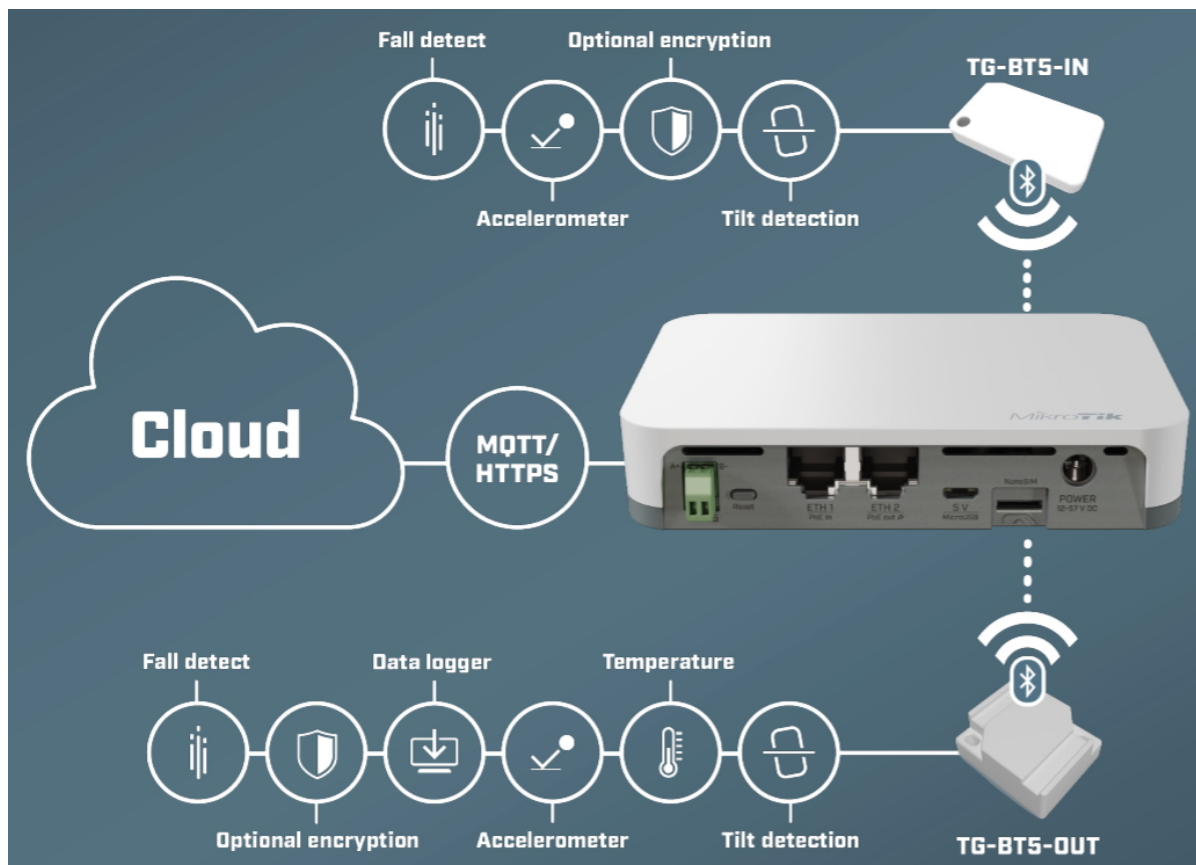 Fall detect
Optional encryption
TG-BT5-IN
Accelerometer
Tilt detection
Cloud
MQTT/
HTTPS
MikroTik
A+
B-
Reset
ETH 1
PoE in
ETH 2
PoE out
5 V
MicroUSB
NanoSIM
POWER
12-57 V DC
Fall detect
Data logger
Temperature
Optional encryption
Accelerometer
Tilt detection
TG-BT5-OUT